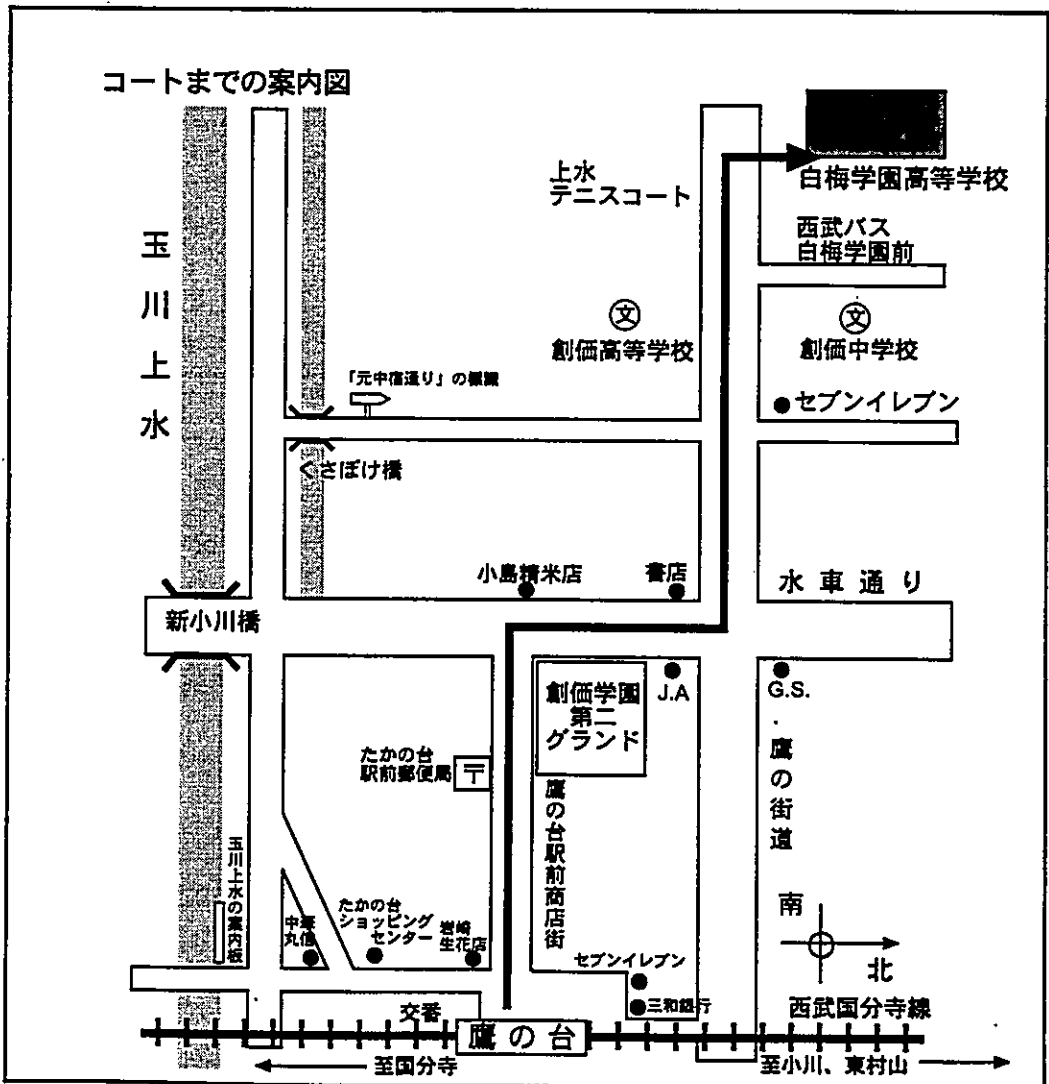 コートまでの案内図
玉川上水
上水
テニスコート
白梅学園高等学校
西武バス
白梅学園前
文
創価高等学校
文
創価中学校
「元中宿通り」の標識
セブンイレブン
くさぼけ橋
小島精米店
書店
水車通り
新小川橋
創価学園
第二
グランド
J.A
G.S.
たかの台
駅前郵便局
〒
鷹の台駅前商店街
鷹の街道
玉川上水の案内板
中華
丸信
たかの台
ショッピング
センター
岩崎
生花店
セブンイレブン
三和銀行
南
北
交番
鷹の台
西武国分寺線
至国分寺
至小川、東村山